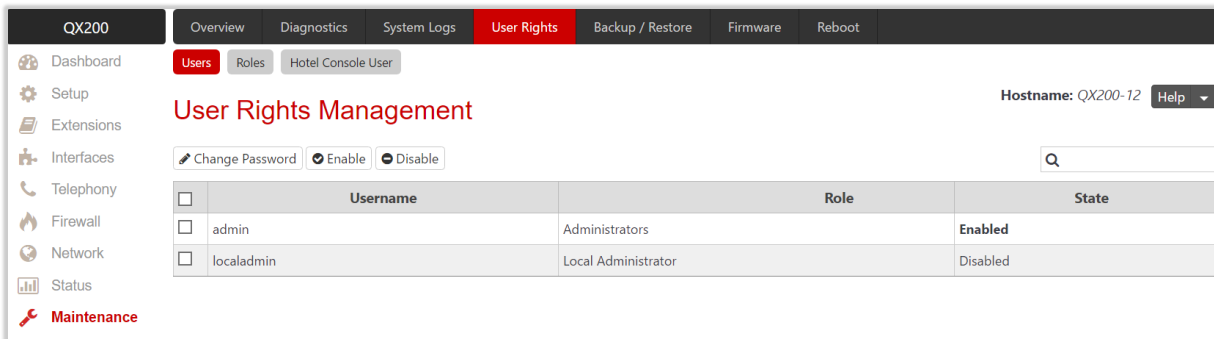 QX200
Overview Diagnostics System Logs User Rights Backup / Restore Firmware Reboot
Dashboard
Setup
Extensions
Interfaces
Telephony
Firewall
Network
Status
Maintenance
Users Roles Hotel Console User
Hostname: QX200-12 Help
User Rights Management
Change Password Enable Disable
Username Role State
admin Administrators Enabled
localadmin Local Administrator Disabled